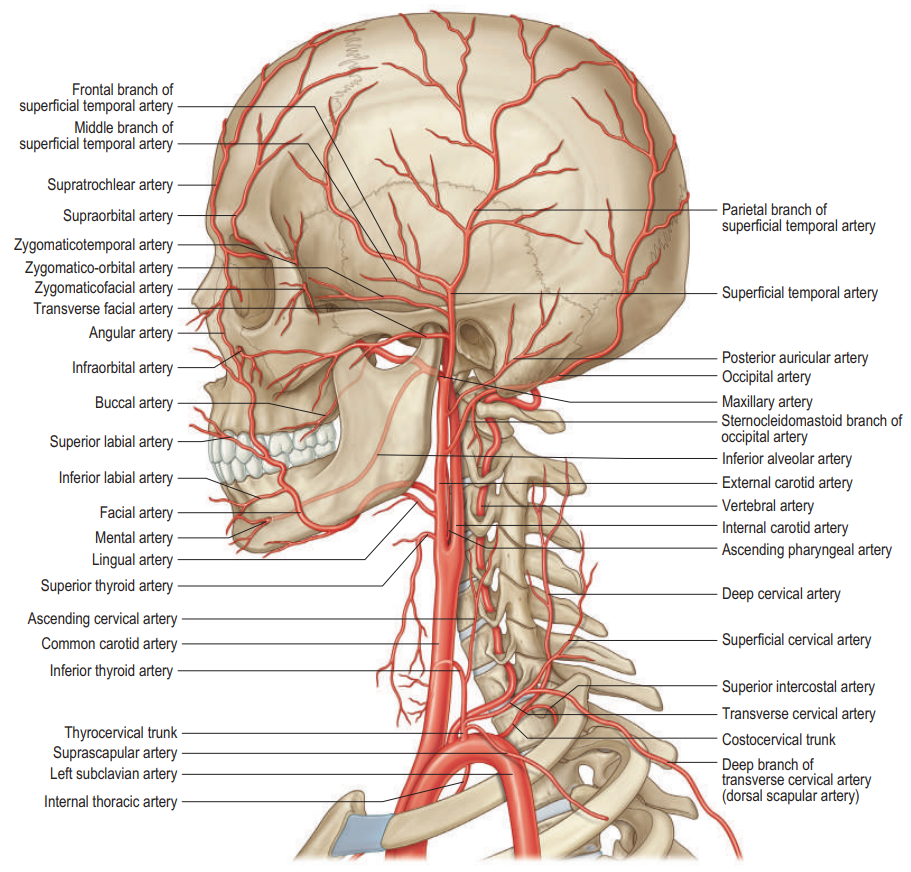 Frontal branch of
superficial temporal artery
Middle branch of
superficial temporal artery
Supratrochlear artery
Supraorbital artery
Zygomaticotemporal artery
Zygomatico-orbital artery
Zygomaticofacial artery
Transverse facial artery
Angular artery
Infraorbital artery
Buccal artery
Superior labial artery
Inferior labial artery
Facial artery
Mental artery
Lingual artery
Superior thyroid artery
Ascending cervical artery
Common carotid artery
Inferior thyroid artery
Thyrocervical trunk
Suprascapular artery
Left subclavian artery
Internal thoracic artery
Parietal branch of
superficial temporal artery
Superficial temporal artery
Posterior auricular artery
Occipital artery
Maxillary artery
Sternocleidomastoid branch of
occipital artery
Inferior alveolar artery
External carotid artery
Vertebral artery
Internal carotid artery
Ascending pharyngeal artery
Deep cervical artery
Superficial cervical artery
Superior intercostal artery
Transverse cervical artery
Costocervical trunk
Deep branch of
transverse cervical artery
(dorsal scapular artery)